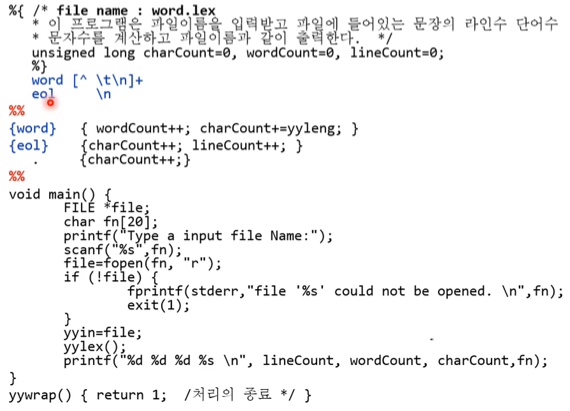 %{ /* file name : word.lex
* 이 프로그램은 파일이름을 입력받고 파일에 들어있는 문장의 라인수 단어수
* 문자수를 계산하고 파일이름과 같이 출력한다. */
unsigned long charCount=0, wordCount=0, lineCount=0;
%}
word [^ \t\n]+
eol \n
%%
{word} { wordCount++; charCount+=yyleng; }
{eol} {charCount++; lineCount++; }
. {charCount++;}
%%
void main() {
FILE *file;
char fn[20];
printf("Type a input file Name:");
scanf("%s",fn);
file=fopen(fn, "r");
if (!file) {
fprintf(stderr,"file '%s' could not be opened. \n",fn);
exit(1);
}
yyin=file;
yylex();
printf("%d %d %d %s \n", lineCount, wordCount, charCount,fn);
}
yywrap() { return 1; /처리의 종료 */ }